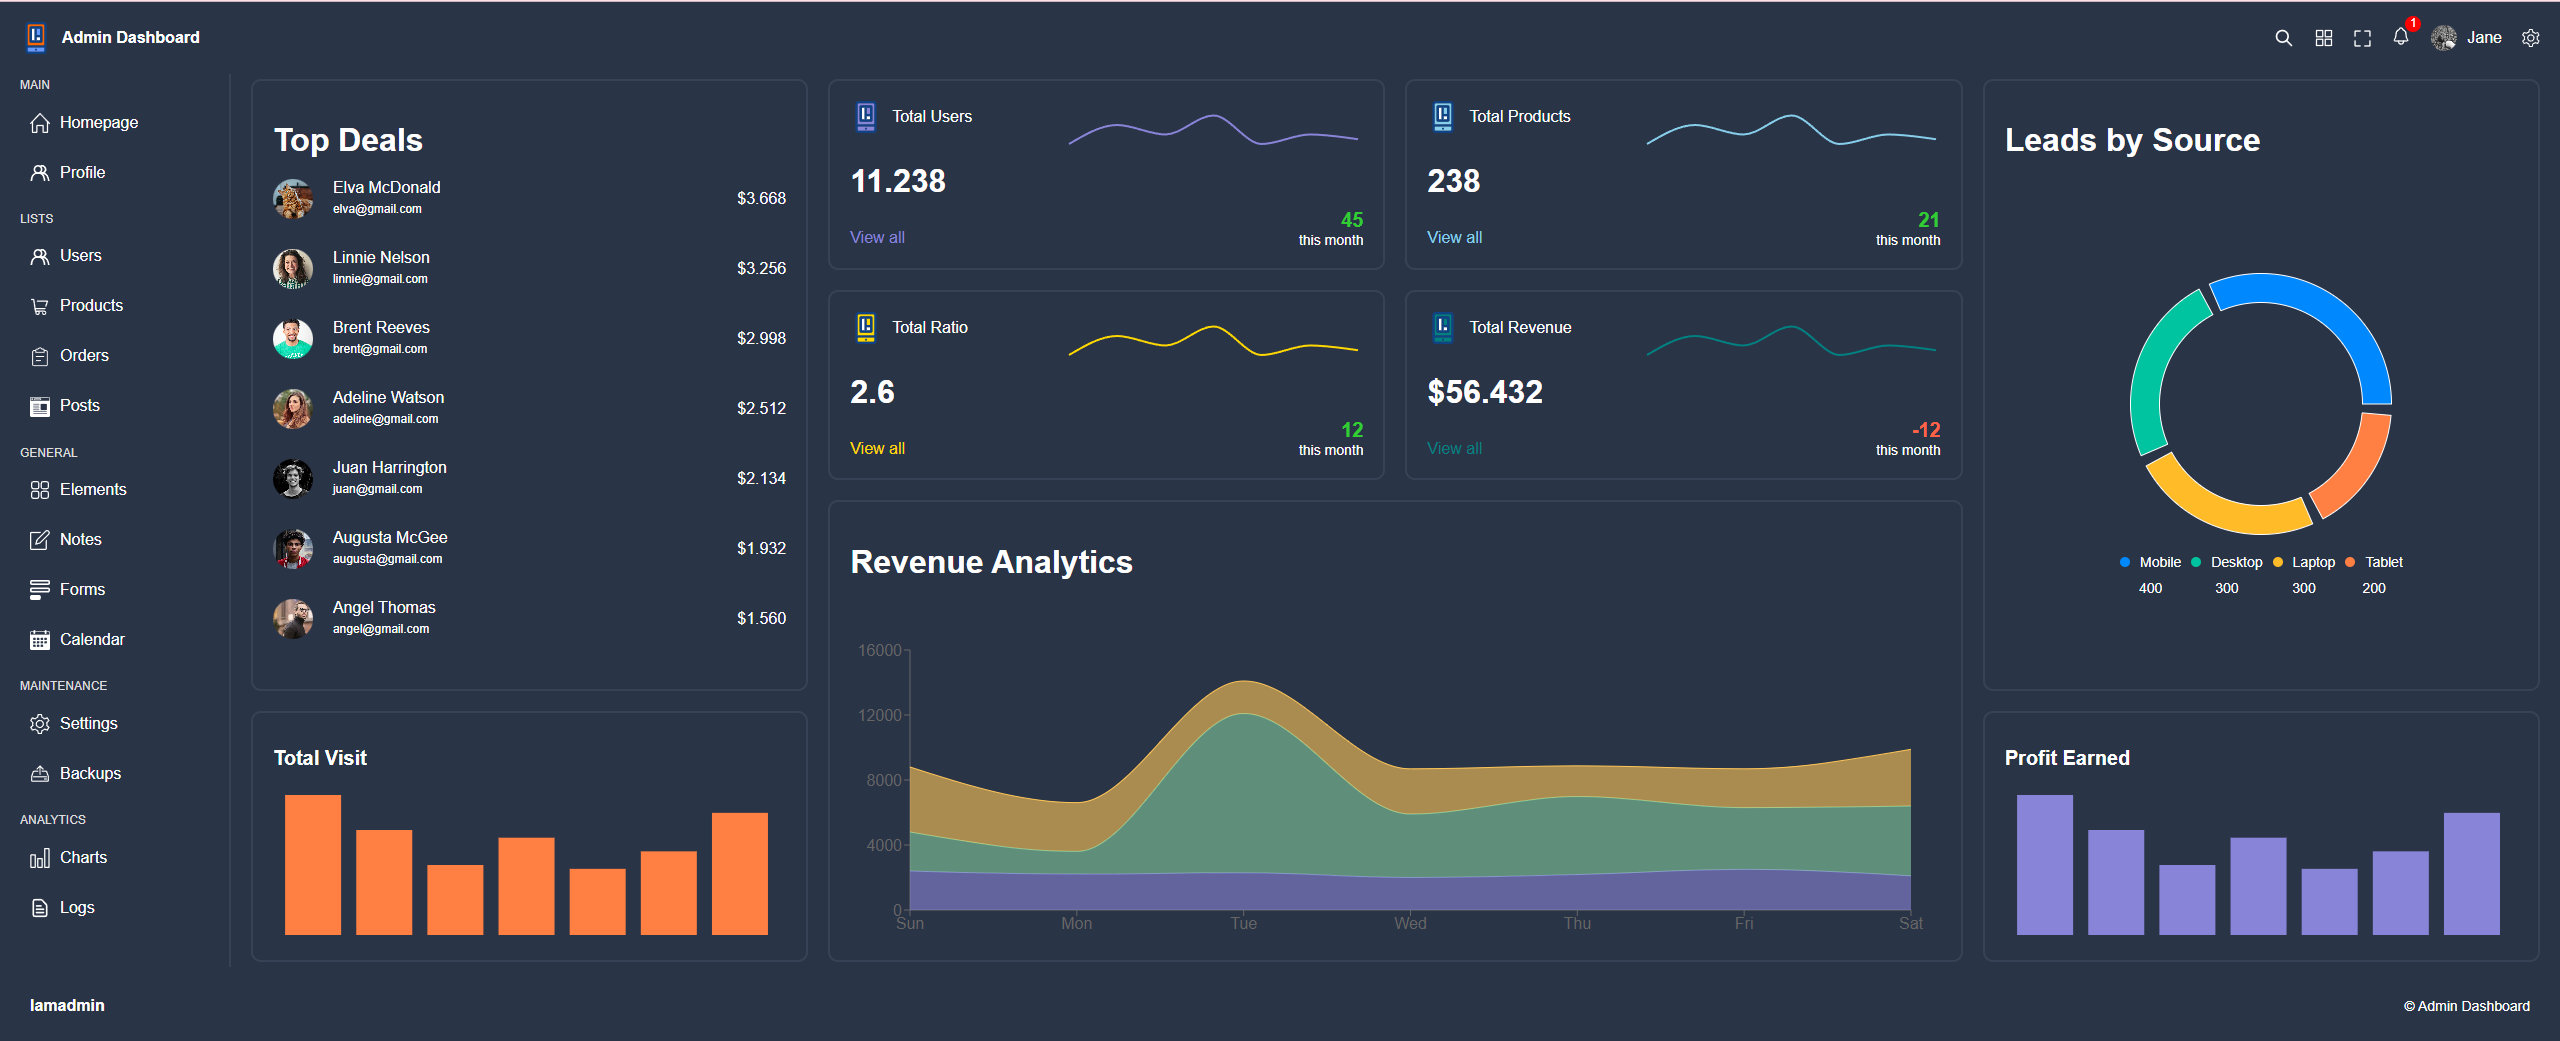 Admin Dashboard
1
Jane
MAIN
Homepage
Profile
LISTS
Users
Products
Orders
Posts
GENERAL
Elements
Notes
Forms
Calendar
MAINTENANCE
Settings
Backups
ANALYTICS
Charts
Logs
Top Deals
Elva McDonald
elva@gmail.com
$3.668
Linnie Nelson
linnie@gmail.com
$3.256
Brent Reeves
brent@gmail.com
$2.998
Adeline Watson
adeline@gmail.com
$2.512
Juan Harrington
juan@gmail.com
$2.134
Augusta McGee
augusta@gmail.com
$1.932
Angel Thomas
angel@gmail.com
$1.560
Total Visit
Total Users
11.238
View all
45
this month
Total Products
238
View all
21
this month
Total Ratio
2.6
View all
12
this month
Total Revenue
$56.432
View all
-12
this month
Revenue Analytics
16000
12000
8000
4000
0
Sun Mon Tue Wed Thu Fri Sat
Leads by Source
Mobile Desktop Laptop Tablet
400 300 300 200
Profit Earned
lamadmin
© Admin Dashboard